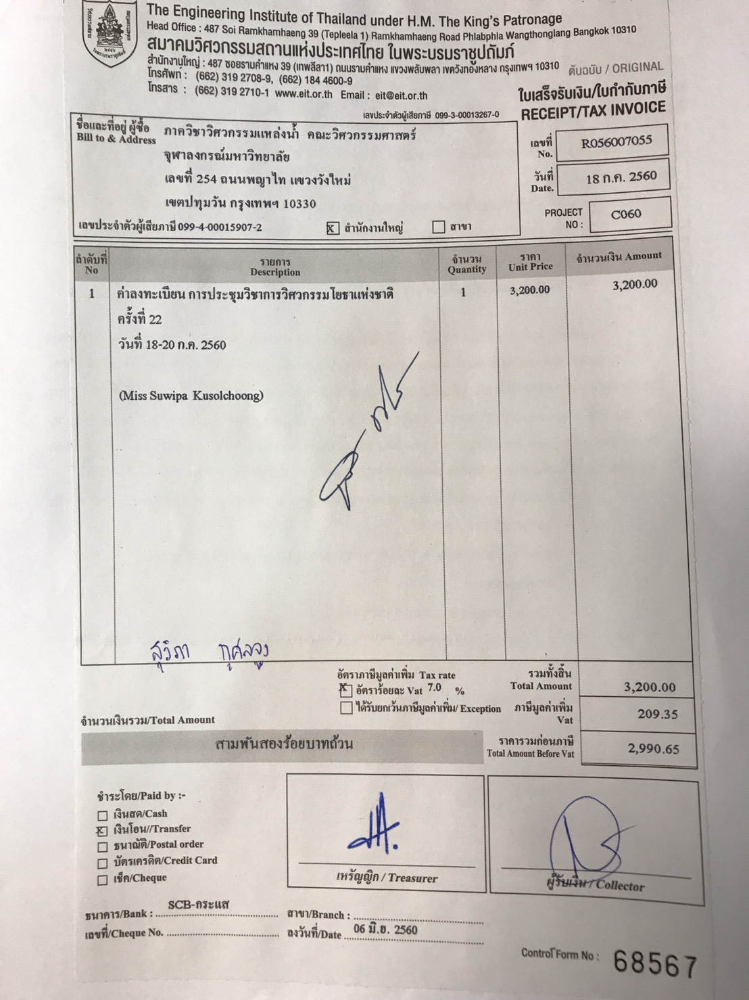 The Engineering Institute of Thailand under H.M. The King's Patronage
Head Office : 487 Soi Ramkhamhaeng 39 (Tepleela 1) Ramkhamhaeng Road Phlabphla Wangthonglang Bangkok 10310
สมาคมวิศวกรรมสถานแห่งประเทศไทย ในพระบรมราชูปถัมภ์
สำนักงานใหญ่ : 487 ซอยรามคำแหง 39 (เทพลีลา1) ถนนรามคำแหง แขวงพลับพลา เขตวังทองหลาง กรุงเทพฯ 10310
โทรศัพท์ : (662) 319 2708-9, (662) 184 4600-9
โทรสาร : (662) 319 2710-1 www.eit.or.th Email : eit@eit.or.th
ต้นฉบับ / ORIGINAL
ใบเสร็จรับเงิน/ใบกำกับภาษี
RECEIPT/TAX INVOICE
เลขประจำตัวผู้เสียภาษี 099-3-00013267-0
ชื่อและที่อยู่ ผู้ซื้อ ภาควิชาวิศวกรรมแหล่งน้ำ คณะวิศวกรรมศาสตร์
Bill to & Address
จุฬาลงกรณ์มหาวิทยาลัย
เลขที่ 254 ถนนพญาไท แขวงวังใหม่
เขตปทุมวัน กรุงเทพฯ 10330
เลขประจำตัวผู้เสียภาษี 099-4-00015907-2 x สำนักงานใหญ่ สาขา
เลขที่ R056007055
No.
วันที่ 18 ก.ค. 2560
Date.
PROJECT C060
NO :
ลำดับที่ รายการ จำนวน ราคา จำนวนเงิน Amount
No Description Quantity Unit Price
1 ค่าลงทะเบียน การประชุมวิชาการวิศวกรรมโยธาแห่งชาติ 1 3,200.00 3,200.00
ครั้งที่ 22
วันที่ 18-20 ก.ค. 2560
(Miss Suwipa Kusolchoong)
สุวิภา กุศลจูง
อัตราภาษีมูลค่าเพิ่ม Tax rate รวมทั้งสิ้น
x อัตราร้อยละ Vat 7.0 % Total Amount 3,200.00
ได้รับยกเว้นภาษีมูลค่าเพิ่ม/ Exception ภาษีมูลค่าเพิ่ม 209.35
จำนวนเงินรวม/Total Amount Vat
สามพันสองร้อยบาทถ้วน ราคารวมก่อนภาษี 2,990.65
Total Amount Before Vat
ชำระโดย/Paid by :-
เงินสด/Cash
x เงินโอน//Transfer
ธนาณัติ/Postal order
บัตรเครดิต/Credit Card
เช็ค/Cheque
เหรัญญิก / Treasurer
ผู้รับเงิน / Collector
ธนาคาร/Bank : SCB-กระแส สาขา/Branch :
เลขที่/Cheque No. ลงวันที่/Date 06 มิ.ย. 2560
Control Form No : 68567